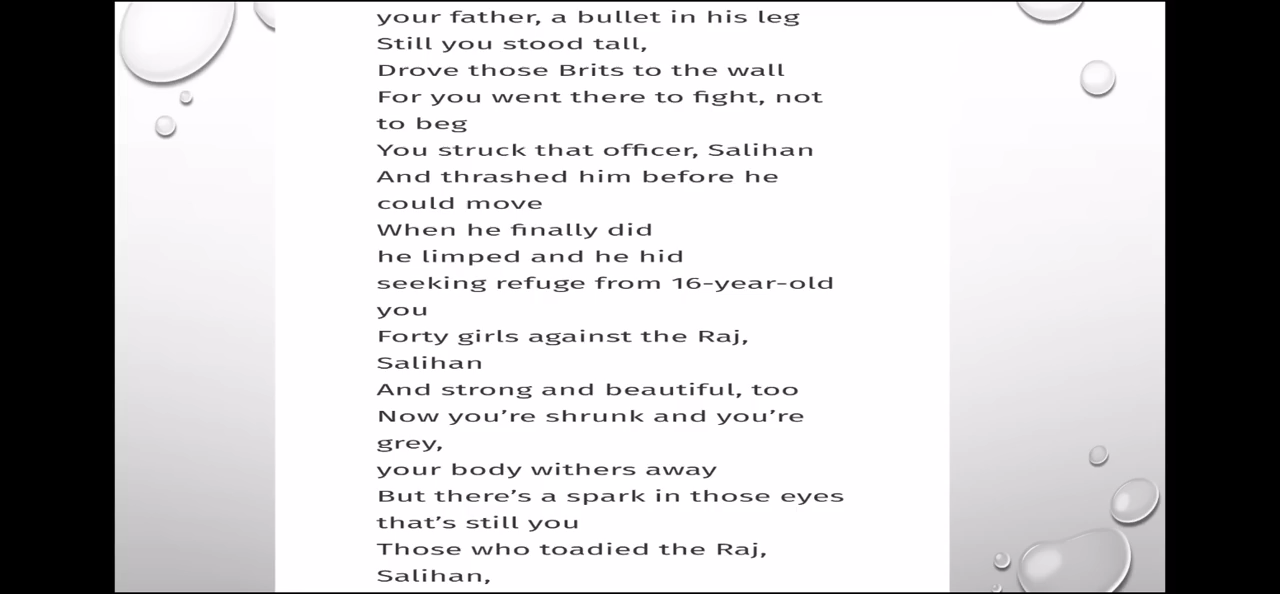 your father, a bullet in his leg
Still you stood tall,
Drove those Brits to the wall
For you went there to fight, not
to beg
You struck that officer, Salihan
And thrashed him before he
could move
When he finally did
he limped and he hid
seeking refuge from 16-year-old
you
Forty girls against the Raj,
Salihan
And strong and beautiful, too
Now you’re shrunk and you’re
grey,
your body withers away
But there’s a spark in those eyes
that’s still you
Those who toadied the Raj,
Salihan,